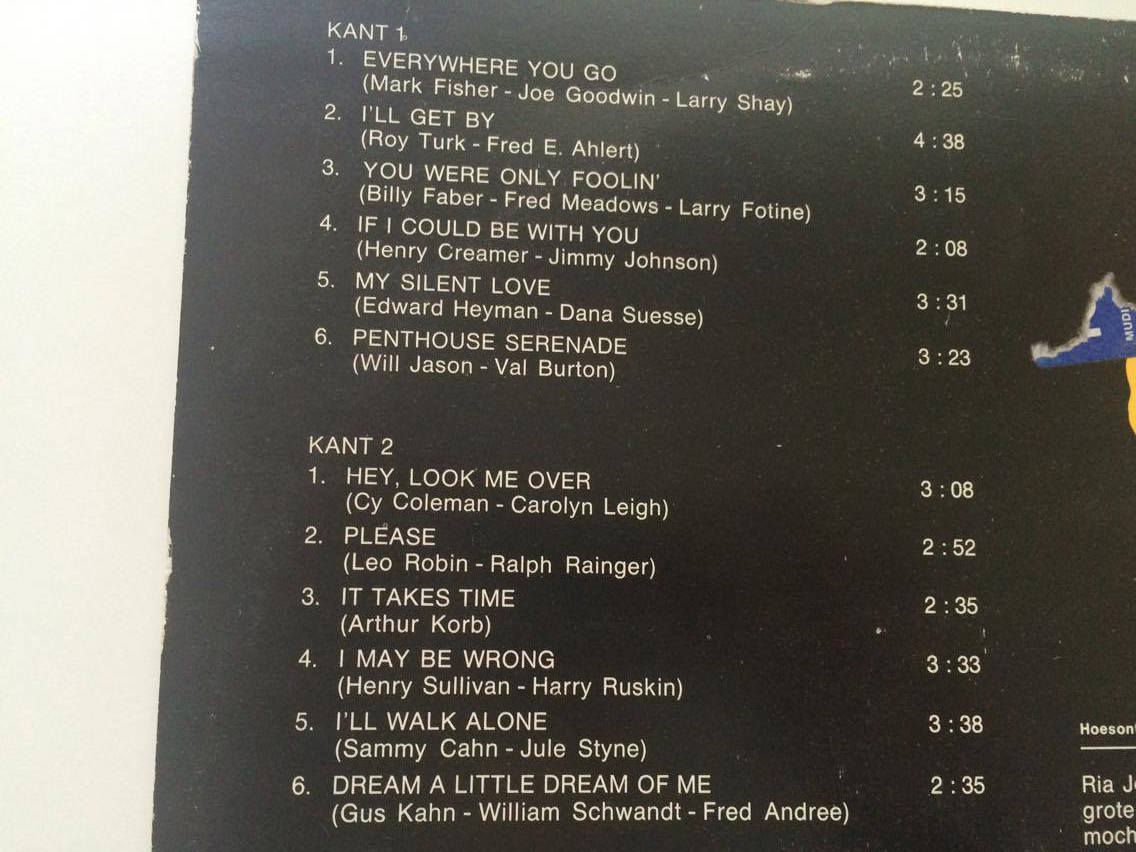 KANT 1
1. EVERYWHERE YOU GO 2:25
(Mark Fisher - Joe Goodwin - Larry Shay)
2. I'LL GET BY 4:38
(Roy Turk - Fred E. Ahlert)
3. YOU WERE ONLY FOOLIN' 3:15
(Billy Faber - Fred Meadows - Larry Fotine)
4. IF I COULD BE WITH YOU 2:08
(Henry Creamer - Jimmy Johnson)
5. MY SILENT LOVE 3:31
(Edward Heyman - Dana Suesse)
6. PENTHOUSE SERENADE 3:23
(Will Jason - Val Burton)
MUDI
KANT 2
1. HEY, LOOK ME OVER 3:08
(Cy Coleman - Carolyn Leigh)
2. PLEASE 2:52
(Leo Robin - Ralph Rainger)
3. IT TAKES TIME 2:35
(Arthur Korb)
4. I MAY BE WRONG 3:33
(Henry Sullivan - Harry Ruskin)
5. I'LL WALK ALONE 3:38
(Sammy Cahn - Jule Styne)
6. DREAM A LITTLE DREAM OF ME 2:35
(Gus Kahn - William Schwandt - Fred Andree)
Hoeson
Ria J
grote
moch